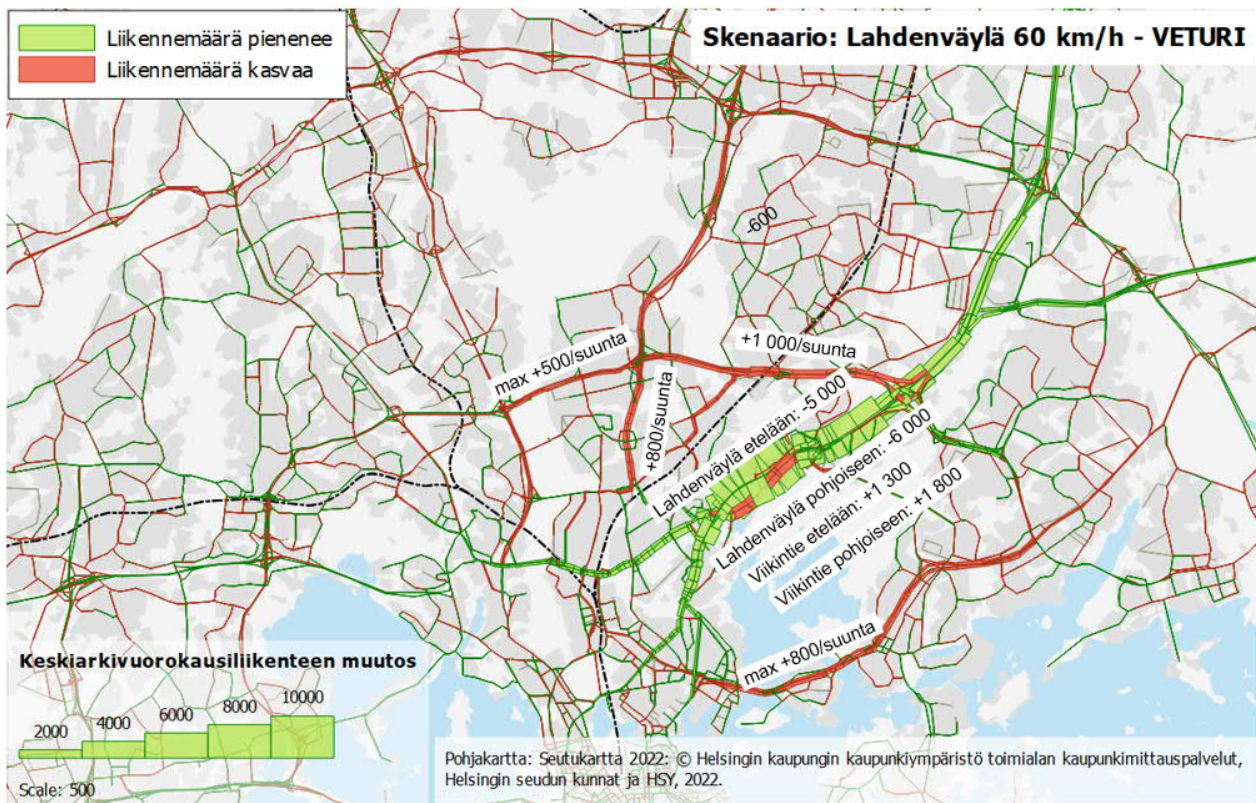 Liikennemäärä pienenee
Liikennemäärä kasvaa
Skenaario: Lahdenväylä 60 km/h - VETURI
-600
+1 000/suunta
max +500/suunta
+800/suunta
Lahdenväylä etelään: -5 000
Lahdenväylä pohjoiseen: -6 000
Viikintie etelään: +1 300
Viikintie pohjoiseen: +1 800
max +800/suunta
Keskiarkivuorokausiliikenteen muutos
2000 4000 6000 8000 10000
Scale: 500
Pohjakartta: Seutukartta 2022: © Helsingin kaupungin kaupunkiympäristö toimialan kaupunkimittauspalvelut,
Helsingin seudun kunnat ja HSY, 2022.